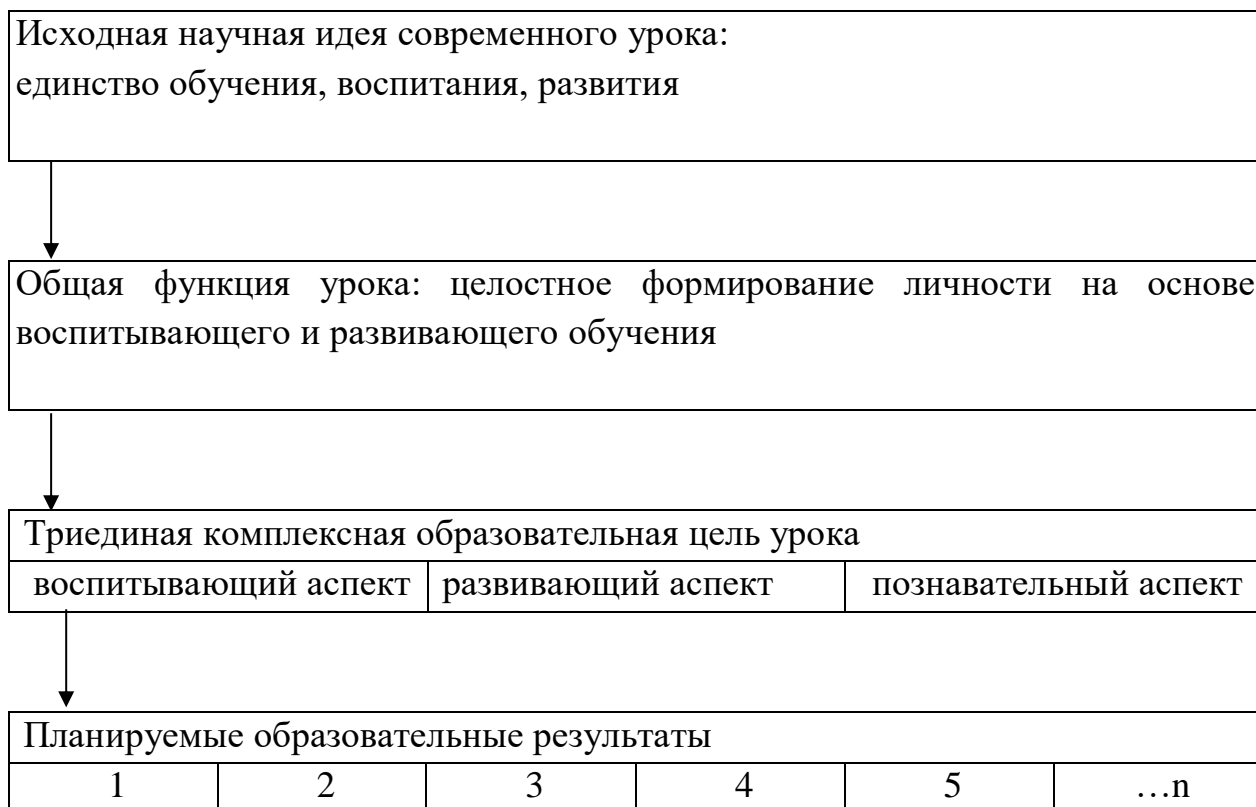 Исходная научная идея современного урока:
единство обучения, воспитания, развития
Общая функция урока: целостное формирование личности на основе
воспитывающего и развивающего обучения
Триединая комплексная образовательная цель урока
воспитывающий аспект развивающий аспект познавательный аспект
Планируемые образовательные результаты
1 2 3 4 5 …n